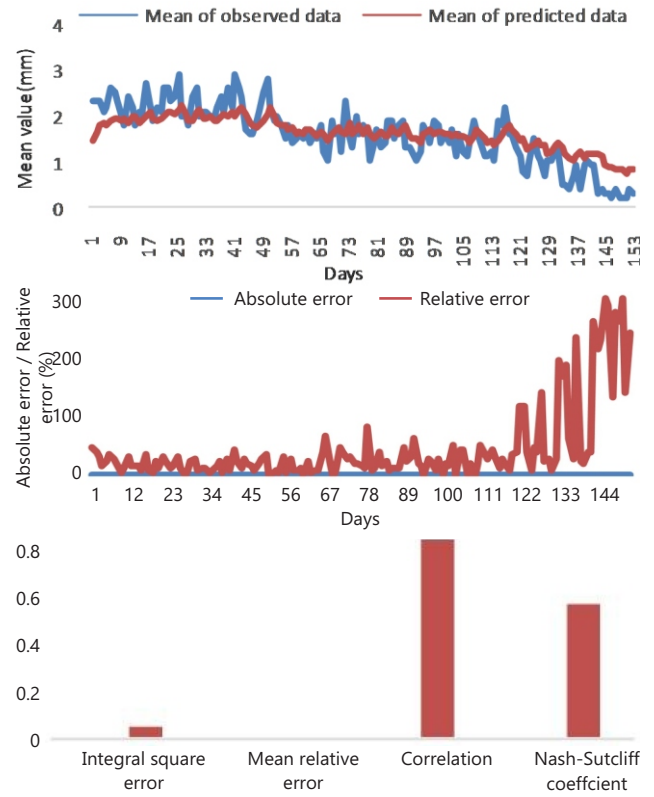 Mean of observed data Mean of predicted data
Mean value(mm)
4
3
2
1
0
1 9 17 25 33 41 49 57 65 73 81 89 97 105 113 121 129 137 145 153
Days
Absolute error Relative error
Absolute error / Relative
error (%)
300
200
100
0
1 12 23 34 45 56 67 78 89 100 111 122 133 144
Days
0.8
0.6
0.4
0.2
0
Integral square
error
Mean relative
error
Correlation
Nash-Sutcliff
coeffcient